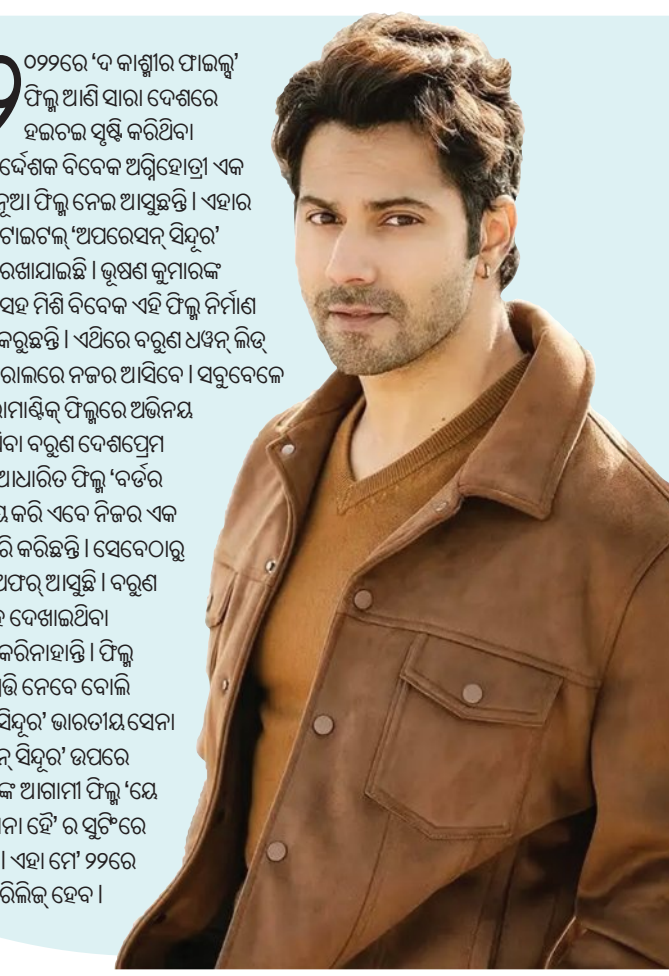 ୨୦୨୨ରେ ‘ଦ କାଶ୍ମୀର ଫାଇଲ୍ସ’
ଫିଲ୍ମ ଆଣି ସାରା ଦେଶରେ
ହଇଚଇ ସୃଷ୍ଟି କରିଥିବା
ର୍ଦ୍ଦେଶକ ବିବେକ ଅଗ୍ନିହୋତ୍ରୀ ଏକ
ନୂଆ ଫିଲ୍ମ ନେଇ ଆସୁଛନ୍ତି । ଏହାର
ଟାଇଟଲ୍ ‘ଅପରେସନ୍ ସିନ୍ଦୂର’
ରଖାଯାଇଛି । ଭୂଷଣ କୁମାରଙ୍କ
ସହ ମିଶି ବିବେକ ଏହି ଫିଲ୍ମ ନିର୍ମାଣ
କରୁଛନ୍ତି । ଏଥିରେ ବରୁଣ ଧୱନ୍ ଲିଡ୍
ରୋଲରେ ନଜର ଆସିବେ । ସବୁବେଳେ
ମାଣ୍ଟିକ୍ ଫିଲ୍ମରେ ଅଭିନୟ
ବା ବରୁଣ ଦେଶପ୍ରେମ
ଆଧାରିତ ଫିଲ୍ମ ‘ବର୍ଡର
କରି ଏବେ ନିଜର ଏକ
ରି କରିଛନ୍ତି । ସେବେଠାରୁ
ଅଫର୍ ଆସୁଛି । ବରୁଣ
ଦେଖାଇଥିବା
କରିନାହାନ୍ତି । ଫିଲ୍ମ
ନେବେ ବୋଲି
ସିନ୍ଦୂର’ ଭାରତୀୟ ସେନା
ନ୍ ସିନ୍ଦୂର’ ଉପରେ
ଙ୍କ ଆଗାମୀ ଫିଲ୍ମ ‘ୟେ
ନା ହୈ’ ର ସୁଟିଂରେ
। ଏହା ମେ’ ୨୨ରେ
ରିଲିଜ୍ ହେବ ।